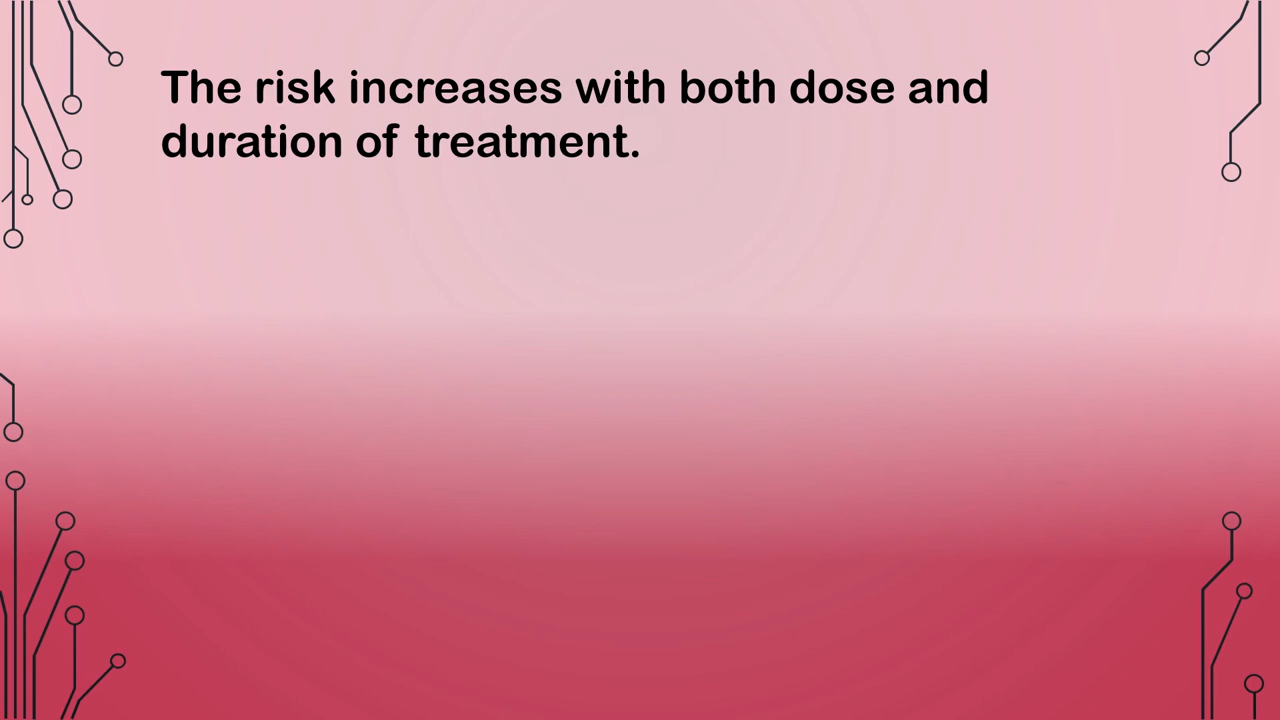 The risk increases with both dose and
duration of treatment.